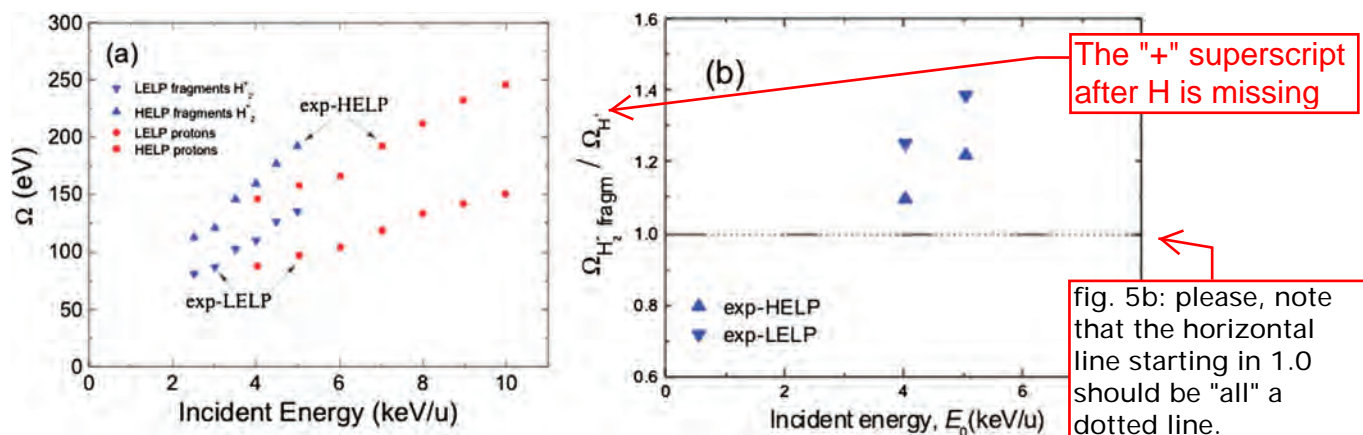 300
250
200
150
100
50
0
Ω (eV)
(a)
LELP fragments H⁺₂
HELP fragments H⁺₂
LELP protons
HELP protons
exp-HELP
exp-LELP
0 2 4 6 8 10
Incident Energy (keV/u)
1.6
1.4
1.2
1.0
0.8
0.6
(b)
exp-HELP
exp-LELP
0 2 4 6
Incident energy, E₀(keV/u)
The "+" superscript
after H is missing
fig. 5b: please, note
that the horizontal
line starting in 1.0
should be "all" a
dotted line.